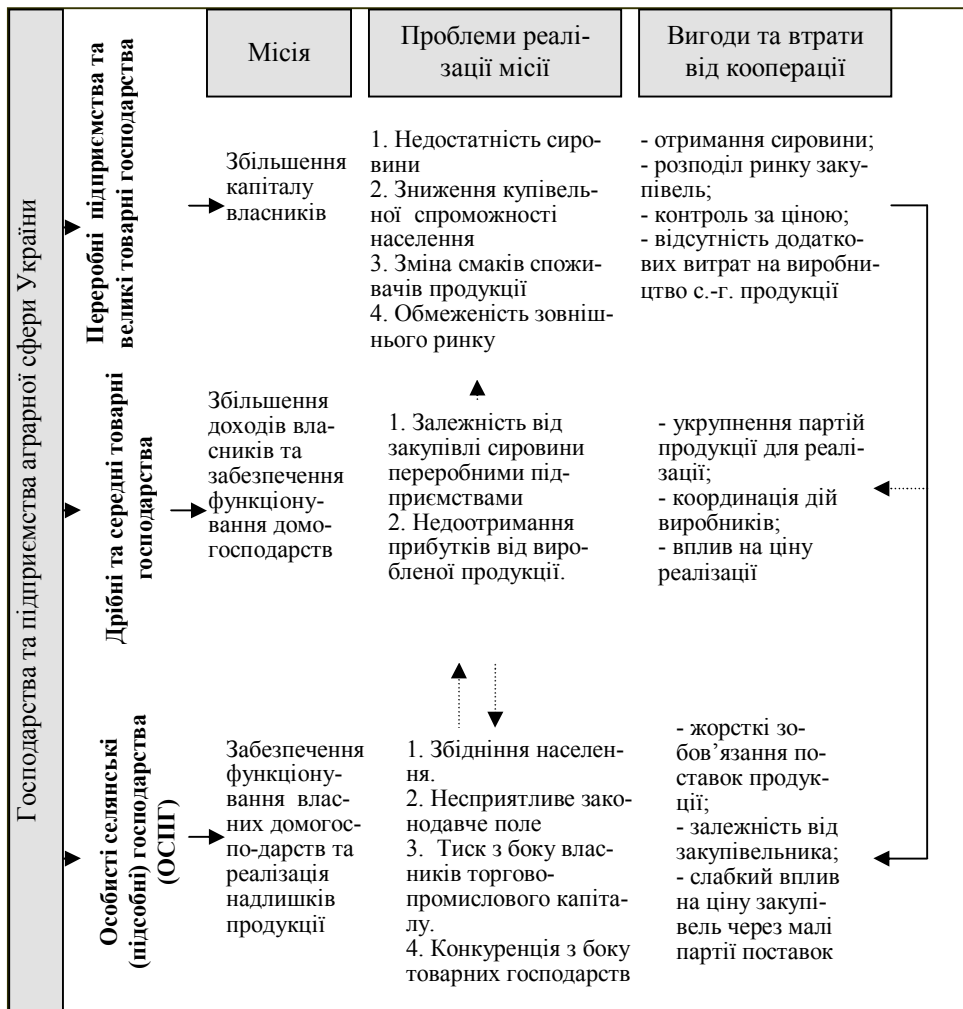 Господарства та підприємства аграрної сфери України
Місія
Проблеми реалі-
зації місії
Вигоди та втрати
від кооперації
Переробні підприємства та
великі товарні господарства
Збільшення
капіталу
власників
1. Недостатність сиро-
вини
2. Зниження купівель-
ної спроможності
населення
3. Зміна смаків спожи-
вачів продукції
4. Обмеженість зовніш-
нього ринку
- отримання сировини;
- розподіл ринку заку-
півель;
- контроль за ціною;
- відсутність додатко-
вих витрат на виробни-
цтво с.-г. продукції
Дрібні та середні товарні
господарства
Збільшення
доходів вла-
сників та
забезпечення
функціону-
вання домо-
господарств
1. Залежність від
закупівлі сировини
переробними під-
приємствами
2. Недоотримання
прибутків від виро-
бленої продукції.
- укрупнення партій
продукції для реалі-
зації;
- координація дій
виробників;
- вплив на ціну
реалізації
Особисті селянські
(підсобні) господарства
(ОСПГ)
Забезпечення
функціону-
вання влас-
них домогос-
по-дарств та
реалізація
надлишків
продукції
1. Збідніння населен-
ня.
2. Несприятливе зако-
нодавче поле
3. Тиск з боку влас-
ників торгово-
промислового капіта-
лу.
4. Конкуренція з боку
товарних господарств
- жорсткі зо-
бов’язання по-
ставок продук-
ції;
- залежність від
закупівельника;
- слабкий вплив
на ціну закупі-
вель через малі
партії поставок